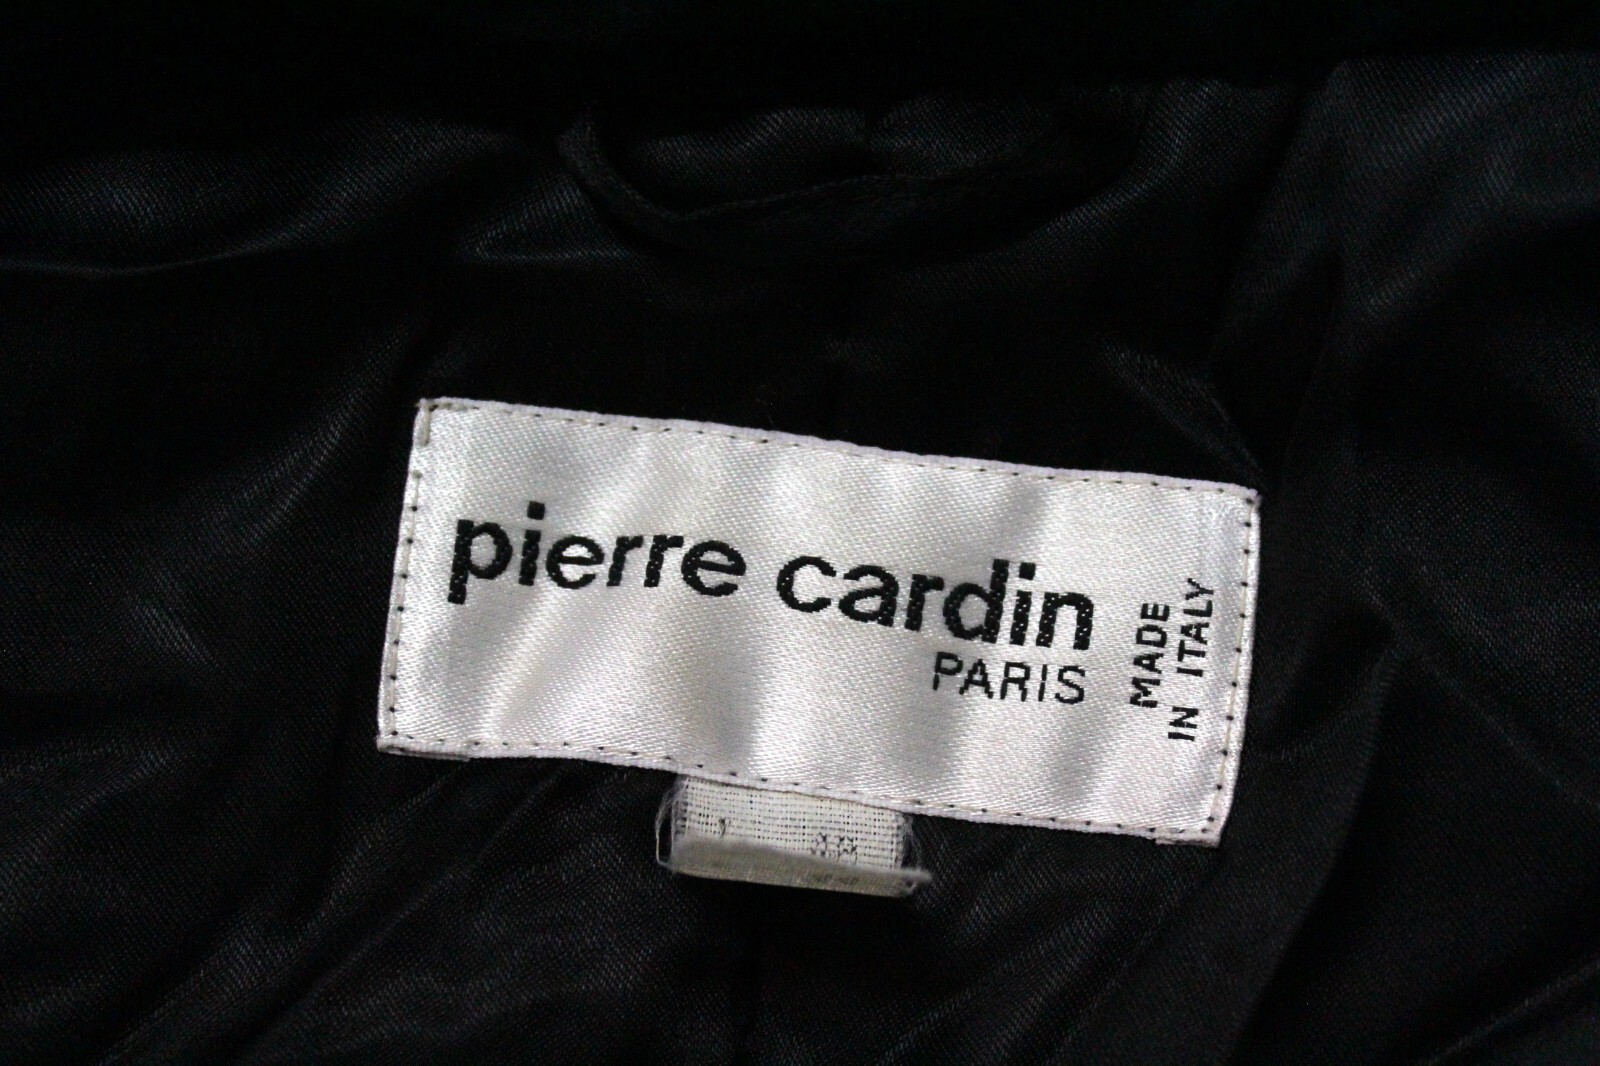 pierre cardin
PARIS
MADE
IN ITALY